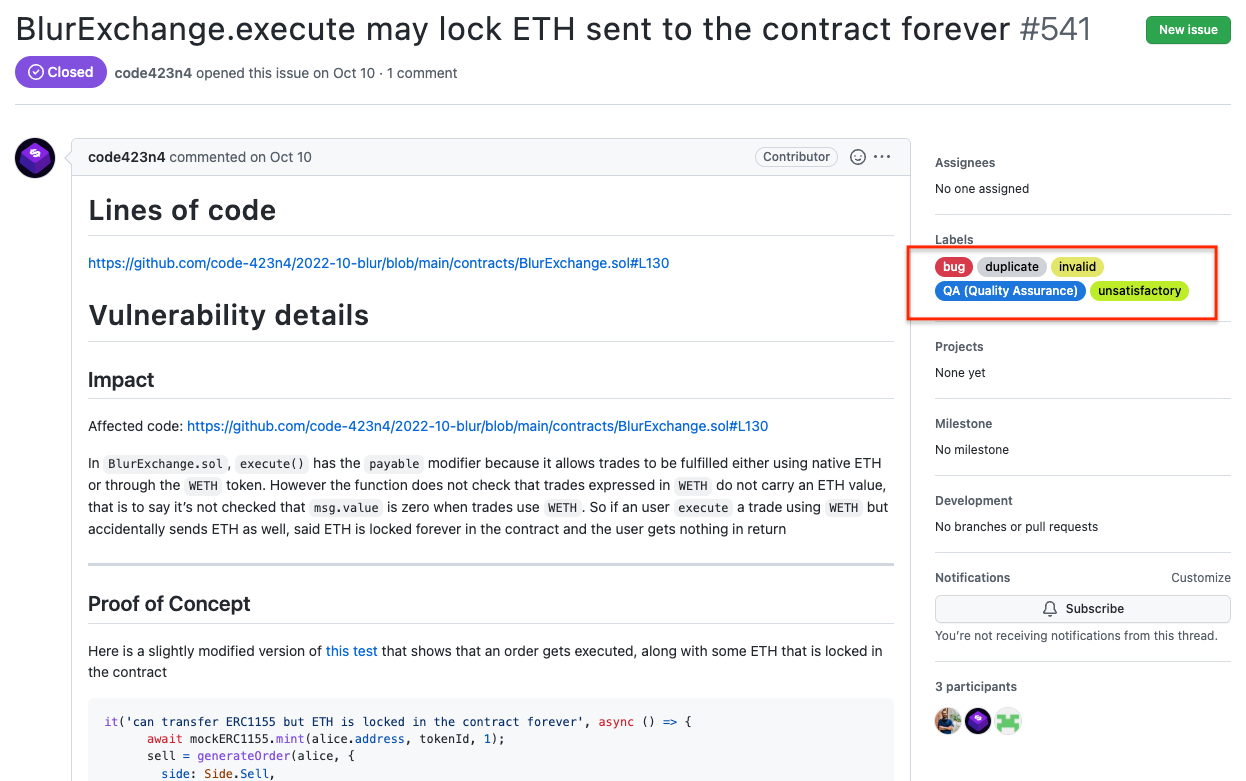 BlurExchange.execute may lock ETH sent to the contract forever #541
New issue
Closed
code423n4 opened this issue on Oct 10 · 1 comment
code423n4 commented on Oct 10
Contributor
Lines of code
https://github.com/code-423n4/2022-10-blur/blob/main/contracts/BlurExchange.sol#L130
Vulnerability details
Impact
Affected code: https://github.com/code-423n4/2022-10-blur/blob/main/contracts/BlurExchange.sol#L130
In BlurExchange.sol, execute() has the payable modifier because it allows trades to be fulfilled either using native ETH
or through the WETH token. However the function does not check that trades expressed in WETH do not carry an ETH value,
that is to say it’s not checked that msg.value is zero when trades use WETH. So if an user execute a trade using WETH but
accidentally sends ETH as well, said ETH is locked forever in the contract and the user gets nothing in return
Proof of Concept
Here is a slightly modified version of this test that shows that an order gets executed, along with some ETH that is locked in
the contract
it('can transfer ERC1155 but ETH is locked in the contract forever', async () => {
await mockERC1155.mint(alice.address, tokenId, 1);
sell = generateOrder(alice, {
side: Side.Sell,
Assignees
No one assigned
Labels
bug duplicate invalid
QA (Quality Assurance) unsatisfactory
Projects
None yet
Milestone
No milestone
Development
No branches or pull requests
Notifications
Customize
Subscribe
You’re not receiving notifications from this thread.
3 participants